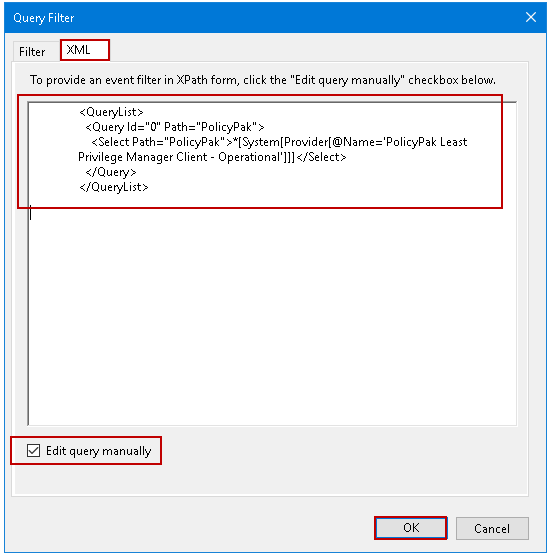 Query Filter
Filter
XML
To provide an event filter in XPath form, click the "Edit query manually" checkbox below.
<QueryList>
<Query Id="0" Path="PolicyPak">
<Select Path="PolicyPak">*[System[Provider[@Name='PolicyPak Least
Privilege Manager Client - Operational']]]</Select>
</Query>
</QueryList>
Edit query manually
OK
Cancel